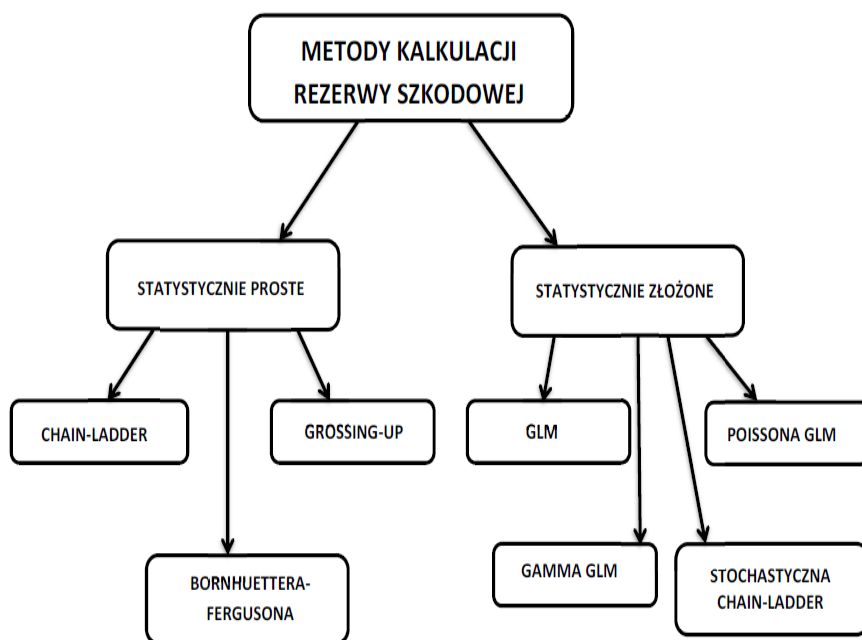 METODY KALKULACJI
REZERWY SZKODOWEJ
STATYSTYCZNIE PROSTE
STATYSTYCZNIE ZŁOŻONE
CHAIN-LADDER
GROSSING-UP
GLM
POISSONA GLM
BORNHUETTERA-
FERGUSONA
GAMMA GLM
STOCHASTYCZNA
CHAIN-LADDER